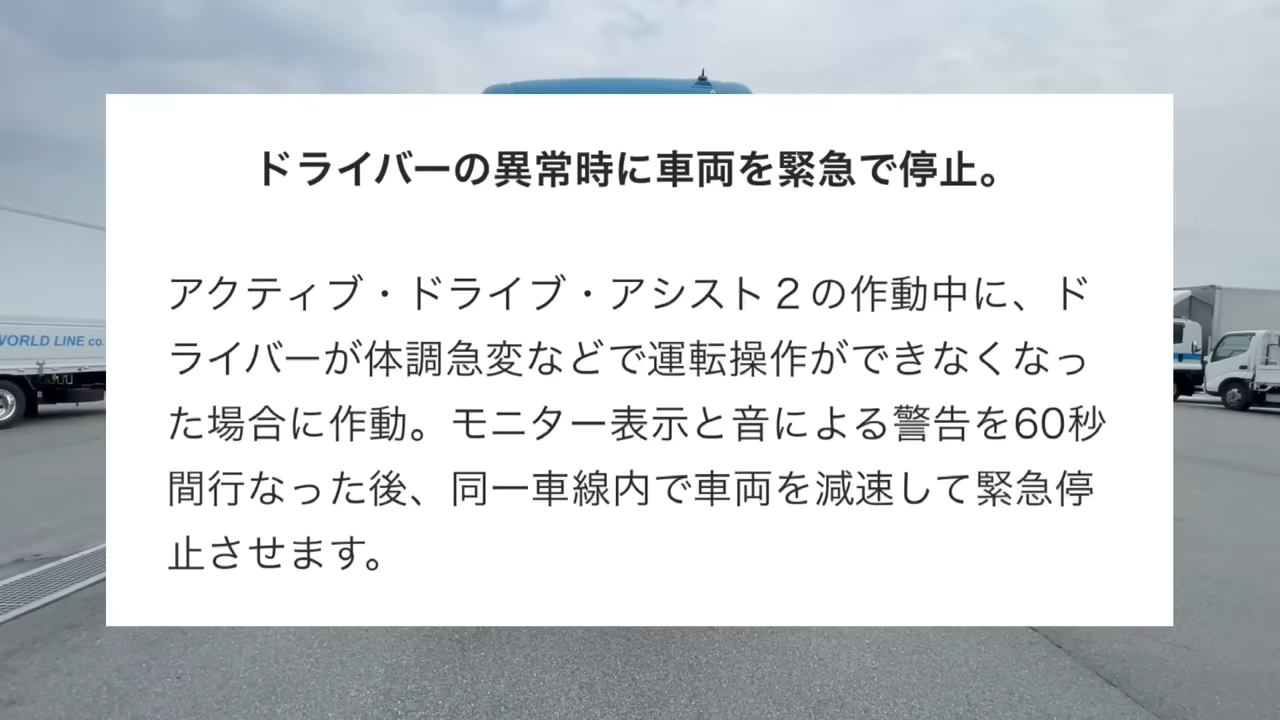 ドライバーの異常時に車両を緊急で停止。
アクティブ・ドライブ・アシスト２の作動中に、ド
ライバーが体調急変などで運転操作ができなくなっ
た場合に作動。モニター表示と音による警告を60秒
間行なった後、同一車線内で車両を減速して緊急停
止させます。
WORLD LINE co.